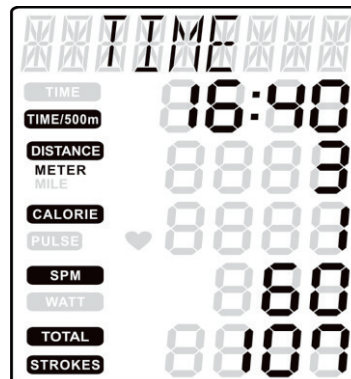 TIME
TIME
TIME/500m 16:40
DISTANCE
METER 3
MILE
CALORIE 1
PULSE
SPM 60
WATT
TOTAL 107
STROKES